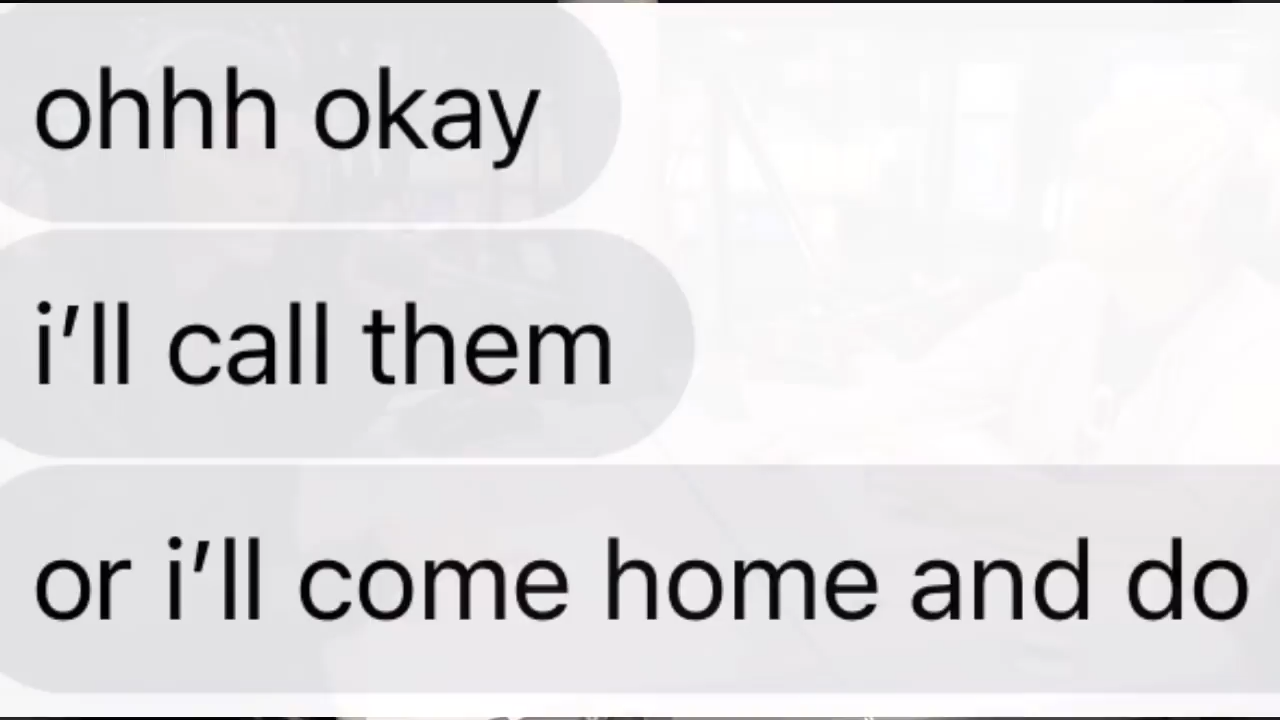 ohhh okay
i’ll call them
or i’ll come home and do